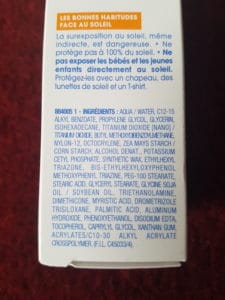 LES BONNES HABITUDES
FACE AU SOLEIL
La surexposition au soleil, même
indirecte, est dangereuse. • Ne
protège pas à 100% du soleil. • Ne
pas exposer les bébés et les jeunes
enfants directement au soleil.
Protégez-les avec un chapeau, des
lunettes de soleil et un T-shirt.
1 - INGRÉDIENTS : AQUA / WATER, C12-15
ALKYL BENZOATE, PROPYLENE GLYCOL, GLYCERIN,
ISOHEXADECANE, TITANIUM DIOXIDE [NANO] /
TITANIUM DIOXIDE, BUTYL METHOXYDIBENZOYLMETHANE,
NYLON-12, OCTOCRYLENE, ZEA MAYS STARCH /
CORN STARCH, ALCOHOL DENAT., POTASSIUM
CETYL PHOSPHATE, SYNTHETIC WAX, ETHYLHEXYL
TRIAZONE, BIS-ETHYLHEXYLOXYPHENOL
METHOXYPHENYL TRIAZINE, PEG-100 STEARATE,
STEARIC ACID, GLYCERYL STEARATE, GLYCINE SOJA
OIL / SOYBEAN OIL, TRIETHANOLAMINE,
DIMETHICONE, MYRISTIC ACID, DROMETRIZOLE
TRISILOXANE, PALMITIC ACID, ALUMINUM
HYDROXIDE, PHENOXYETHANOL, DISODIUM EDTA,
TOCOPHEROL, CAPRYLYL GLYCOL, XANTHAN GUM,
ACRYLATES/C10-30 ALKYL ACRYLATE
CROSSPOLYMER (F.I.L. C45033/4).